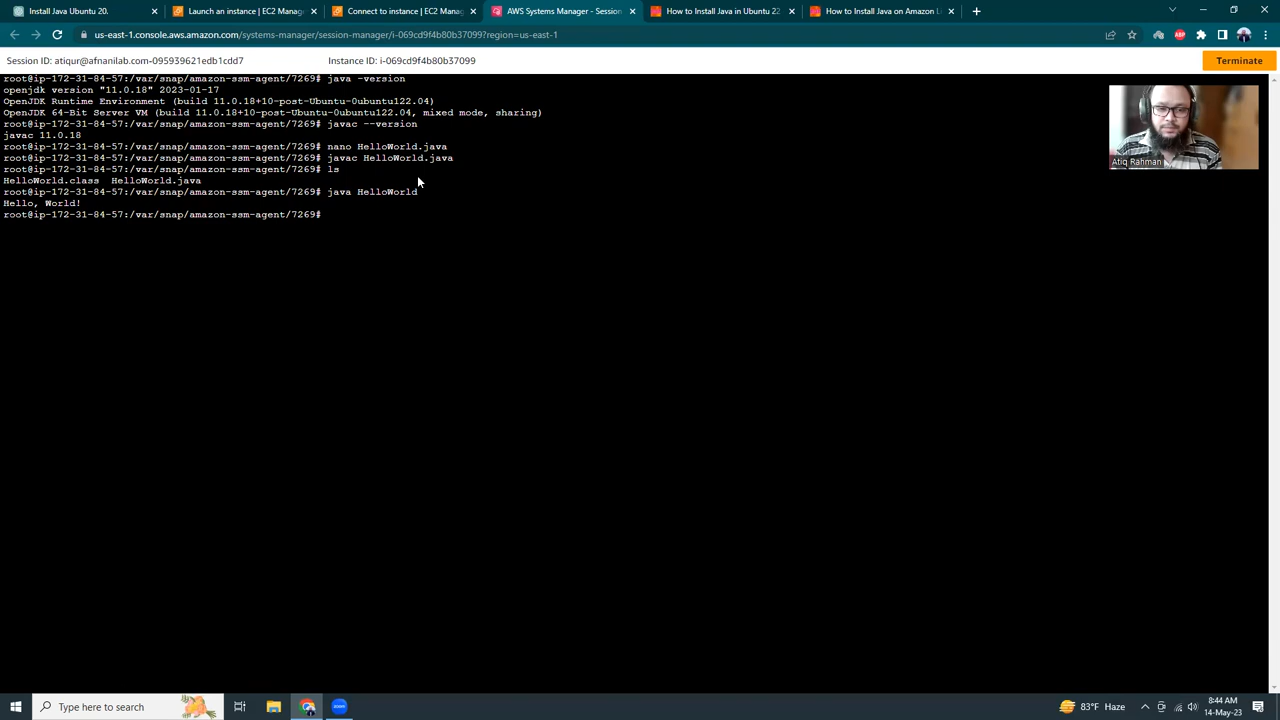 Install Java Ubuntu 20.
Launch an instance | EC2 Manage
Connect to instance | EC2 Manag
AWS Systems Manager - Session
How to Install Java in Ubuntu 22
How to Install Java on Amazon Li
us-east-1.console.aws.amazon.com/systems-manager/session-manager/i-069cd9f4b80b37099?region=us-east-1
Session ID: atiqur@afnanilab.com-095939621edb1cdd7
Instance ID: i-069cd9f4b80b37099
Terminate
root@ip-172-31-84-57:/var/snap/amazon-ssm-agent/7269# java -version
openjdk version "11.0.18" 2023-01-17
OpenJDK Runtime Environment (build 11.0.18+10-post-Ubuntu-0ubuntu122.04)
OpenJDK 64-Bit Server VM (build 11.0.18+10-post-Ubuntu-0ubuntu122.04, mixed mode, sharing)
root@ip-172-31-84-57:/var/snap/amazon-ssm-agent/7269# javac --version
javac 11.0.18
root@ip-172-31-84-57:/var/snap/amazon-ssm-agent/7269# nano HelloWorld.java
root@ip-172-31-84-57:/var/snap/amazon-ssm-agent/7269# javac HelloWorld.java
root@ip-172-31-84-57:/var/snap/amazon-ssm-agent/7269# ls
HelloWorld.class  HelloWorld.java
root@ip-172-31-84-57:/var/snap/amazon-ssm-agent/7269# java HelloWorld
Hello, World!
root@ip-172-31-84-57:/var/snap/amazon-ssm-agent/7269#
Atiq Rahman
Type here to search
zoom
83°F Haze
8:44 AM
14-May-23